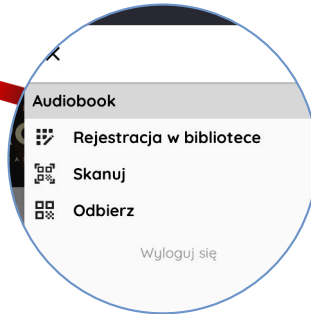 Audiobook
Rejestracja w bibliotece
Skanuj
Odbierz
Wyloguj się